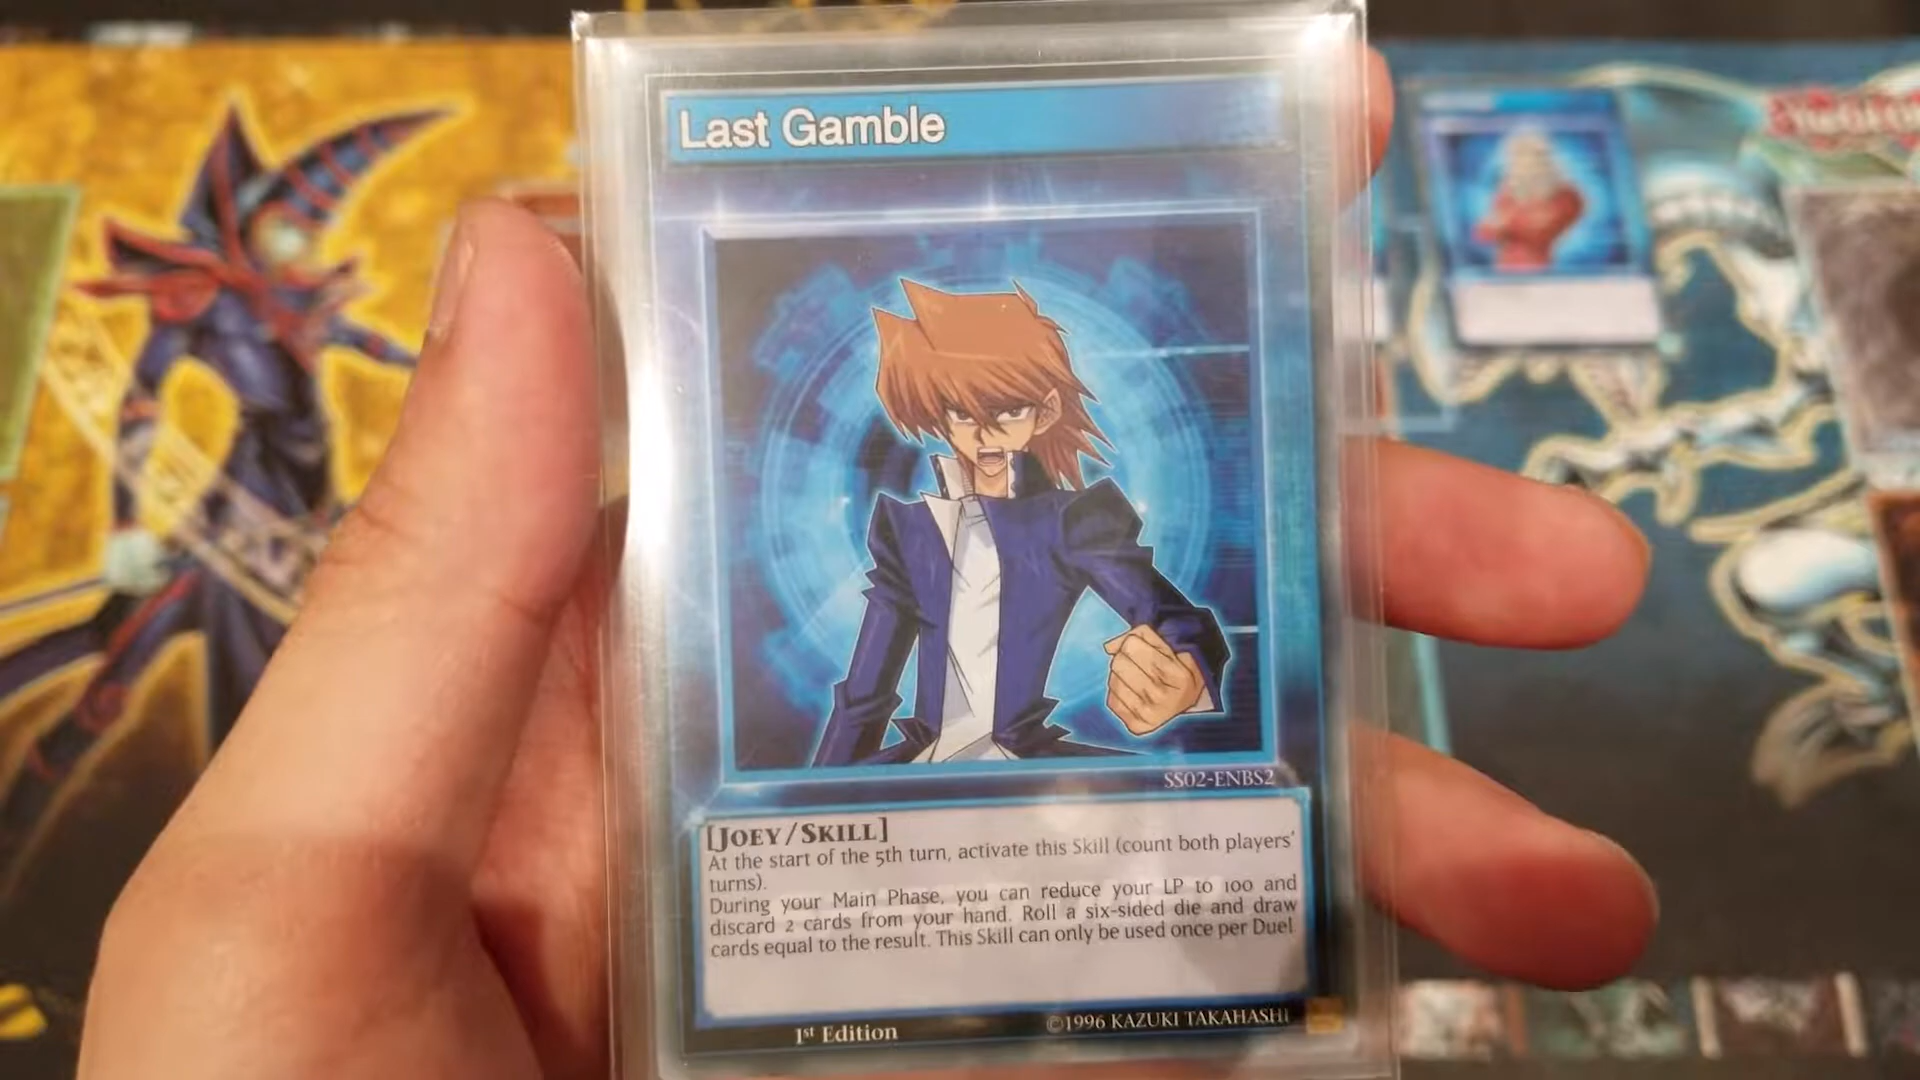 Last Gamble
SS02-ENBS2
[JOEY/SKILL]
At the start of the 5th turn, activate this Skill (count both players'
turns).
During your Main Phase, you can reduce your LP to 100 and
discard 2 cards from your hand. Roll a six-sided die and draw
cards equal to the result. This Skill can only be used once per Duel
1st Edition
©1996 KAZUKI TAKAHASHI